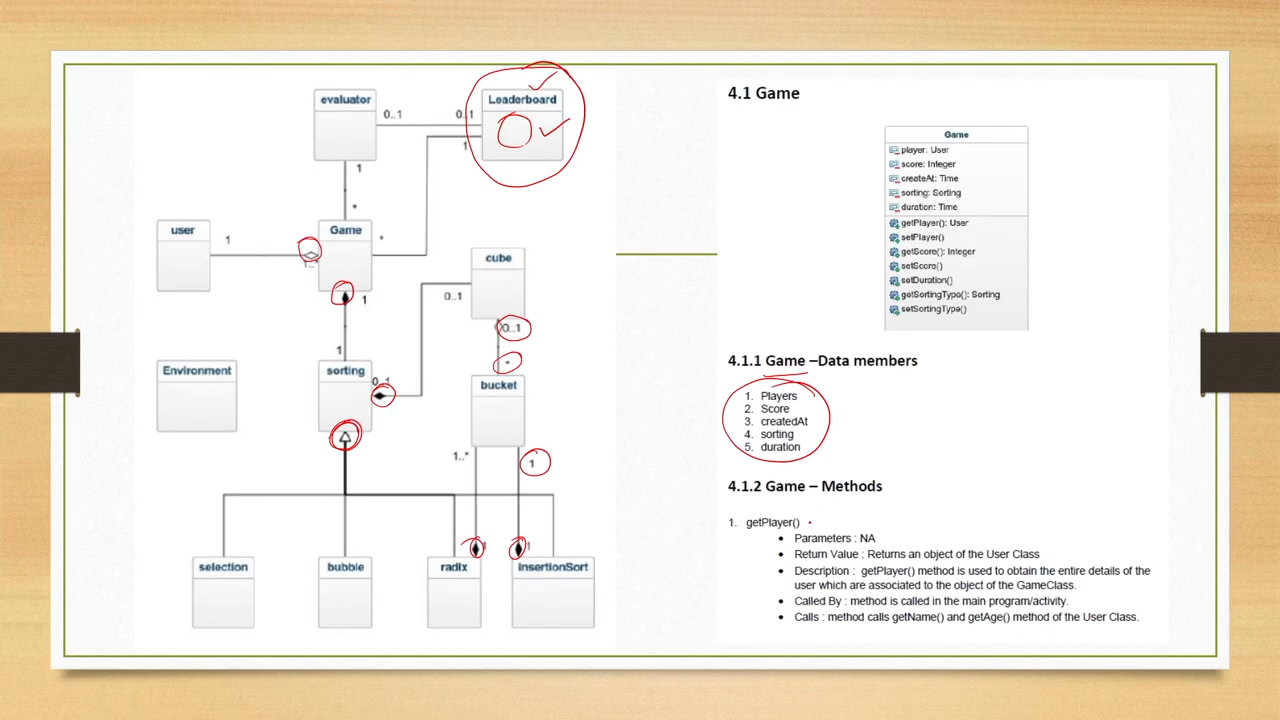 evaluator
Leaderboard
0..1
0..1
1
1
*
user
Game
1
*
1..*
cube
1
0..1
0..1
*
1
Environment
sorting
0..1
bucket
1..*
1
1
1
selection
bubble
radix
insertionSort
4.1 Game
Game
player: User
score: Integer
createAt: Time
sorting: Sorting
duration: Time
getPlayer(): User
setPlayer()
getScore(): Integer
setScore()
setDuration()
getSortingType(): Sorting
setSortingType()
4.1.1 Game –Data members
1. Players
2. Score
3. createdAt
4. sorting
5. duration
4.1.2 Game – Methods
1. getPlayer()
• Parameters : NA
• Return Value : Returns an object of the User Class
• Description : getPlayer() method is used to obtain the entire details of the
user which are associated to the object of the GameClass.
• Called By : method is called in the main program/activity.
• Calls : method calls getName() and getAge() method of the User Class.